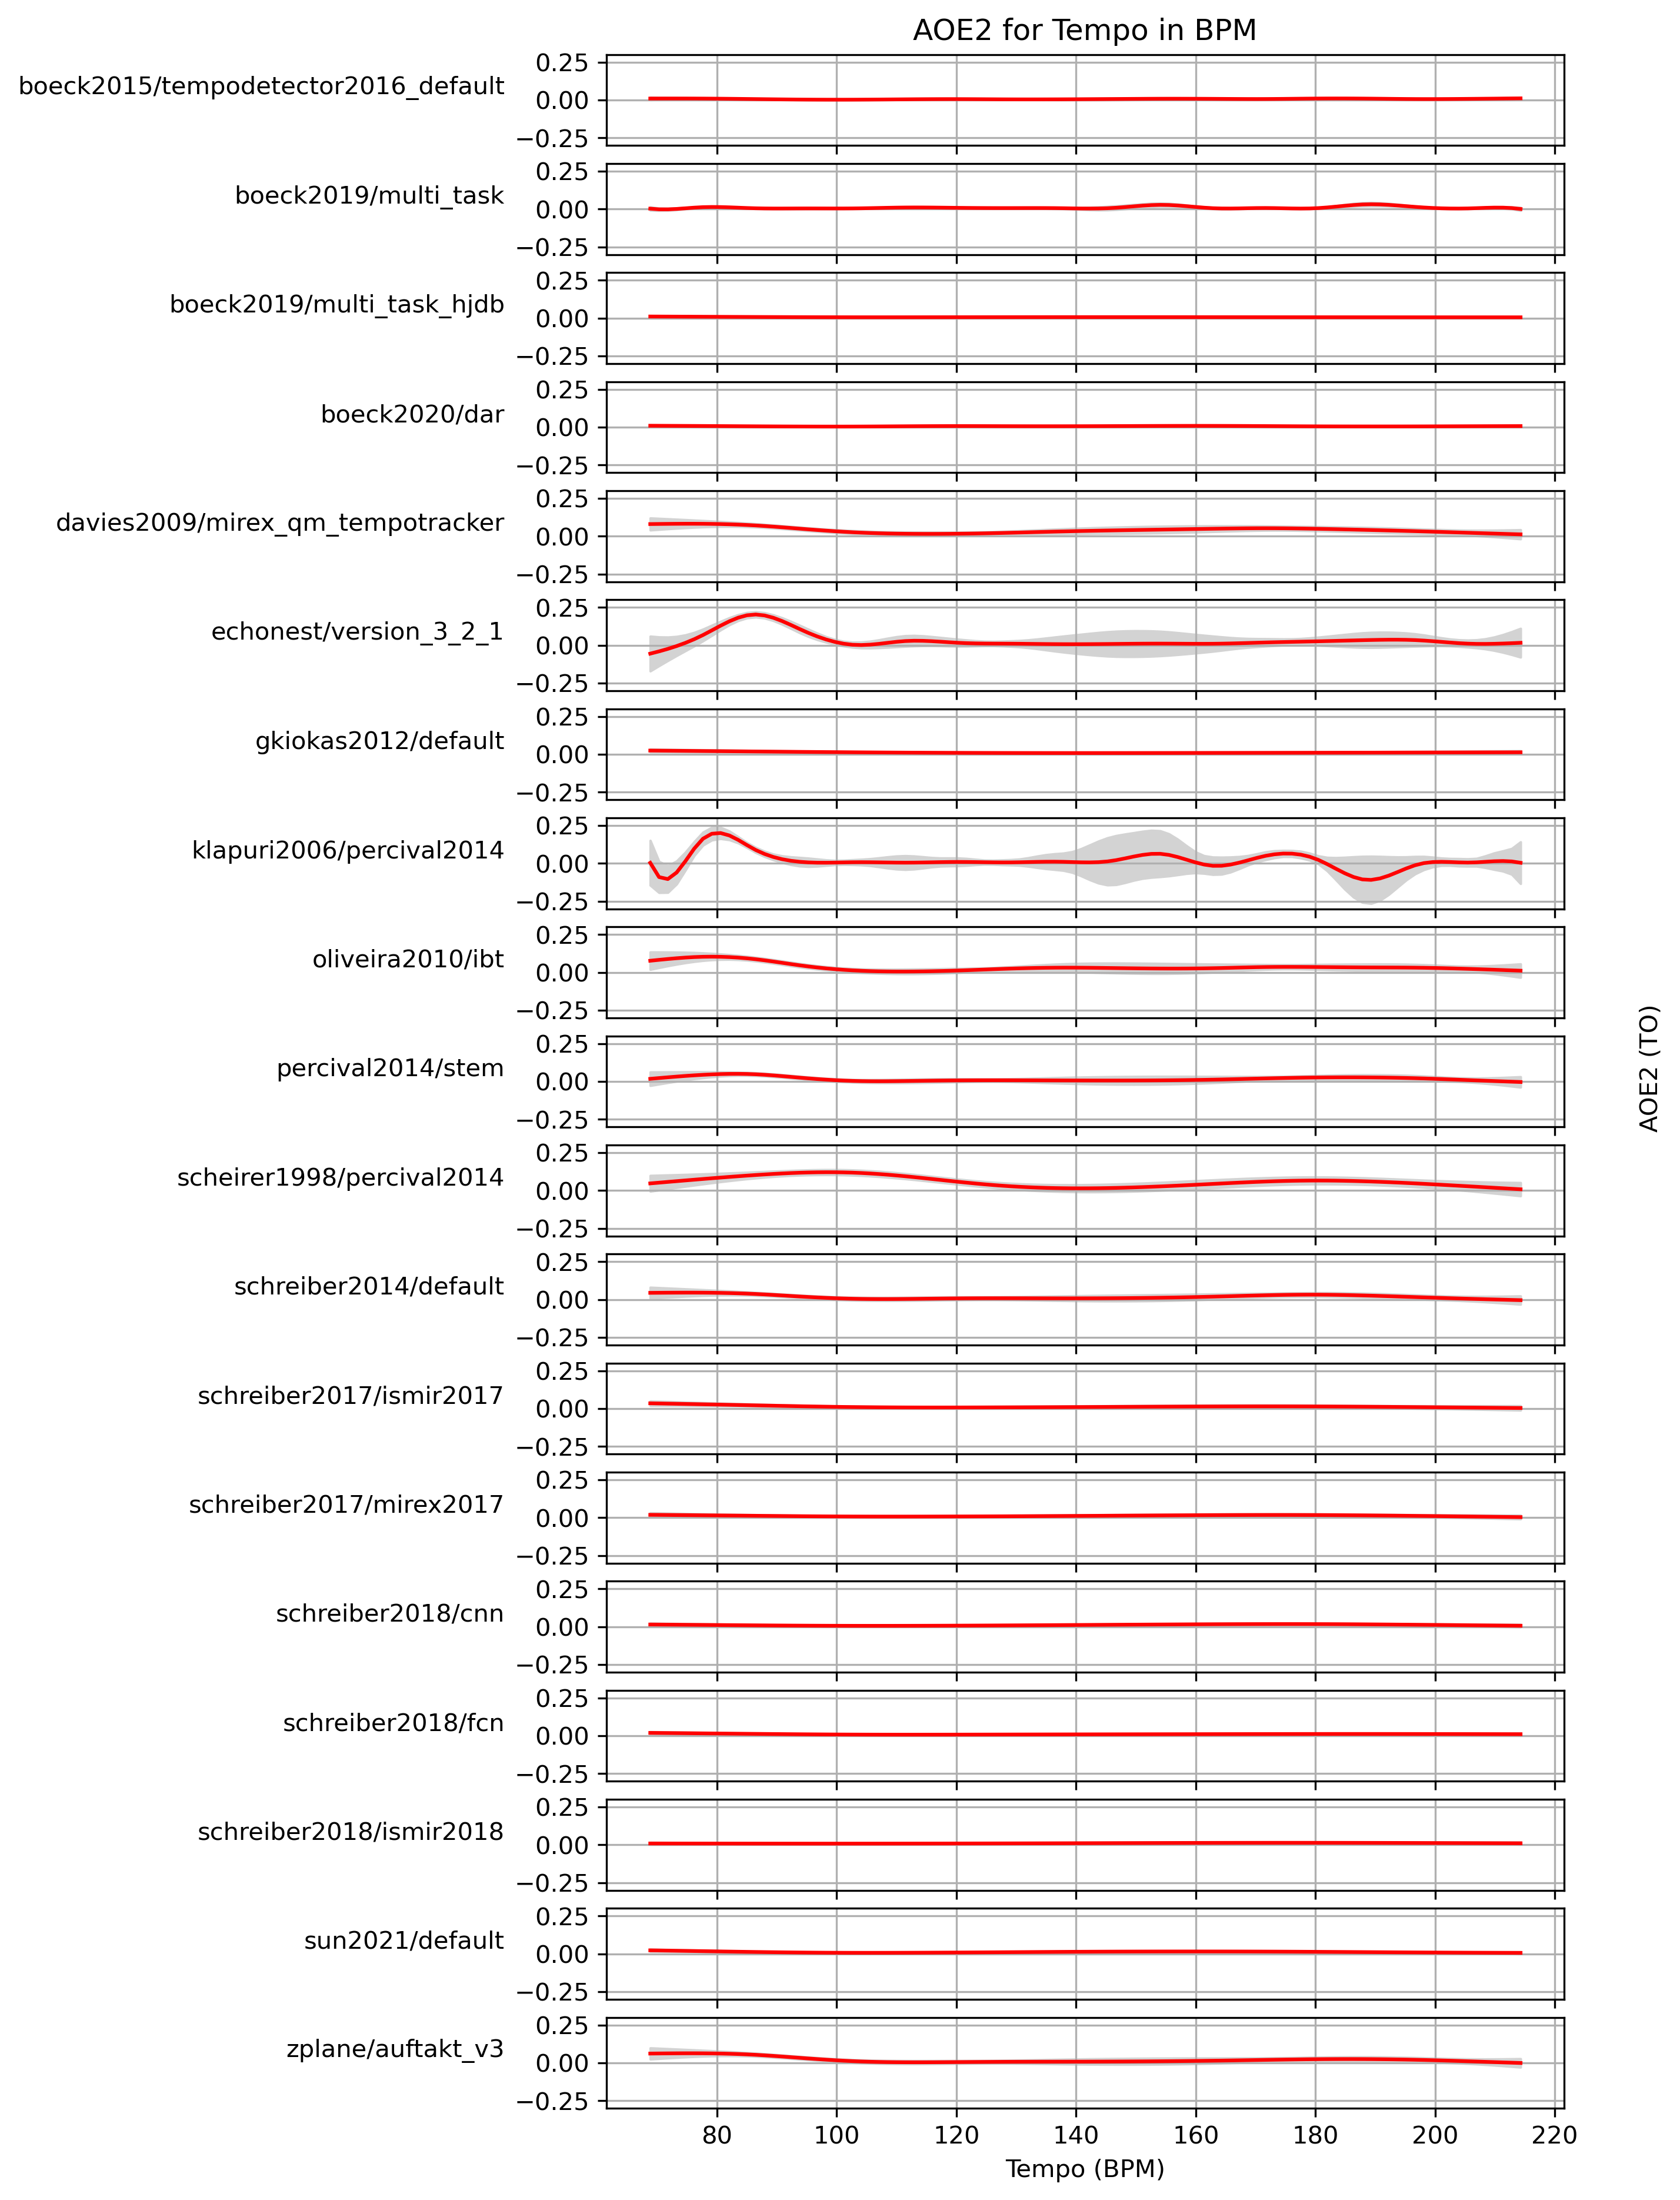 AOE2 for Tempo in BPM
boeck2015/tempodetector2016_default
0.25
0.00
−0.25
boeck2019/multi_task
0.25
0.00
−0.25
boeck2019/multi_task_hjdb
0.25
0.00
−0.25
boeck2020/dar
0.25
0.00
−0.25
davies2009/mirex_qm_tempotracker
0.25
0.00
−0.25
echonest/version_3_2_1
0.25
0.00
−0.25
gkiokas2012/default
0.25
0.00
−0.25
klapuri2006/percival2014
0.25
0.00
−0.25
oliveira2010/ibt
0.25
0.00
−0.25
percival2014/stem
0.25
0.00
−0.25
scheirer1998/percival2014
0.25
0.00
−0.25
schreiber2014/default
0.25
0.00
−0.25
schreiber2017/ismir2017
0.25
0.00
−0.25
schreiber2017/mirex2017
0.25
0.00
−0.25
schreiber2018/cnn
0.25
0.00
−0.25
schreiber2018/fcn
0.25
0.00
−0.25
schreiber2018/ismir2018
0.25
0.00
−0.25
sun2021/default
0.25
0.00
−0.25
zplane/auftakt_v3
0.25
0.00
−0.25
80 100 120 140 160 180 200 220
Tempo (BPM)
AOE2 (TO)